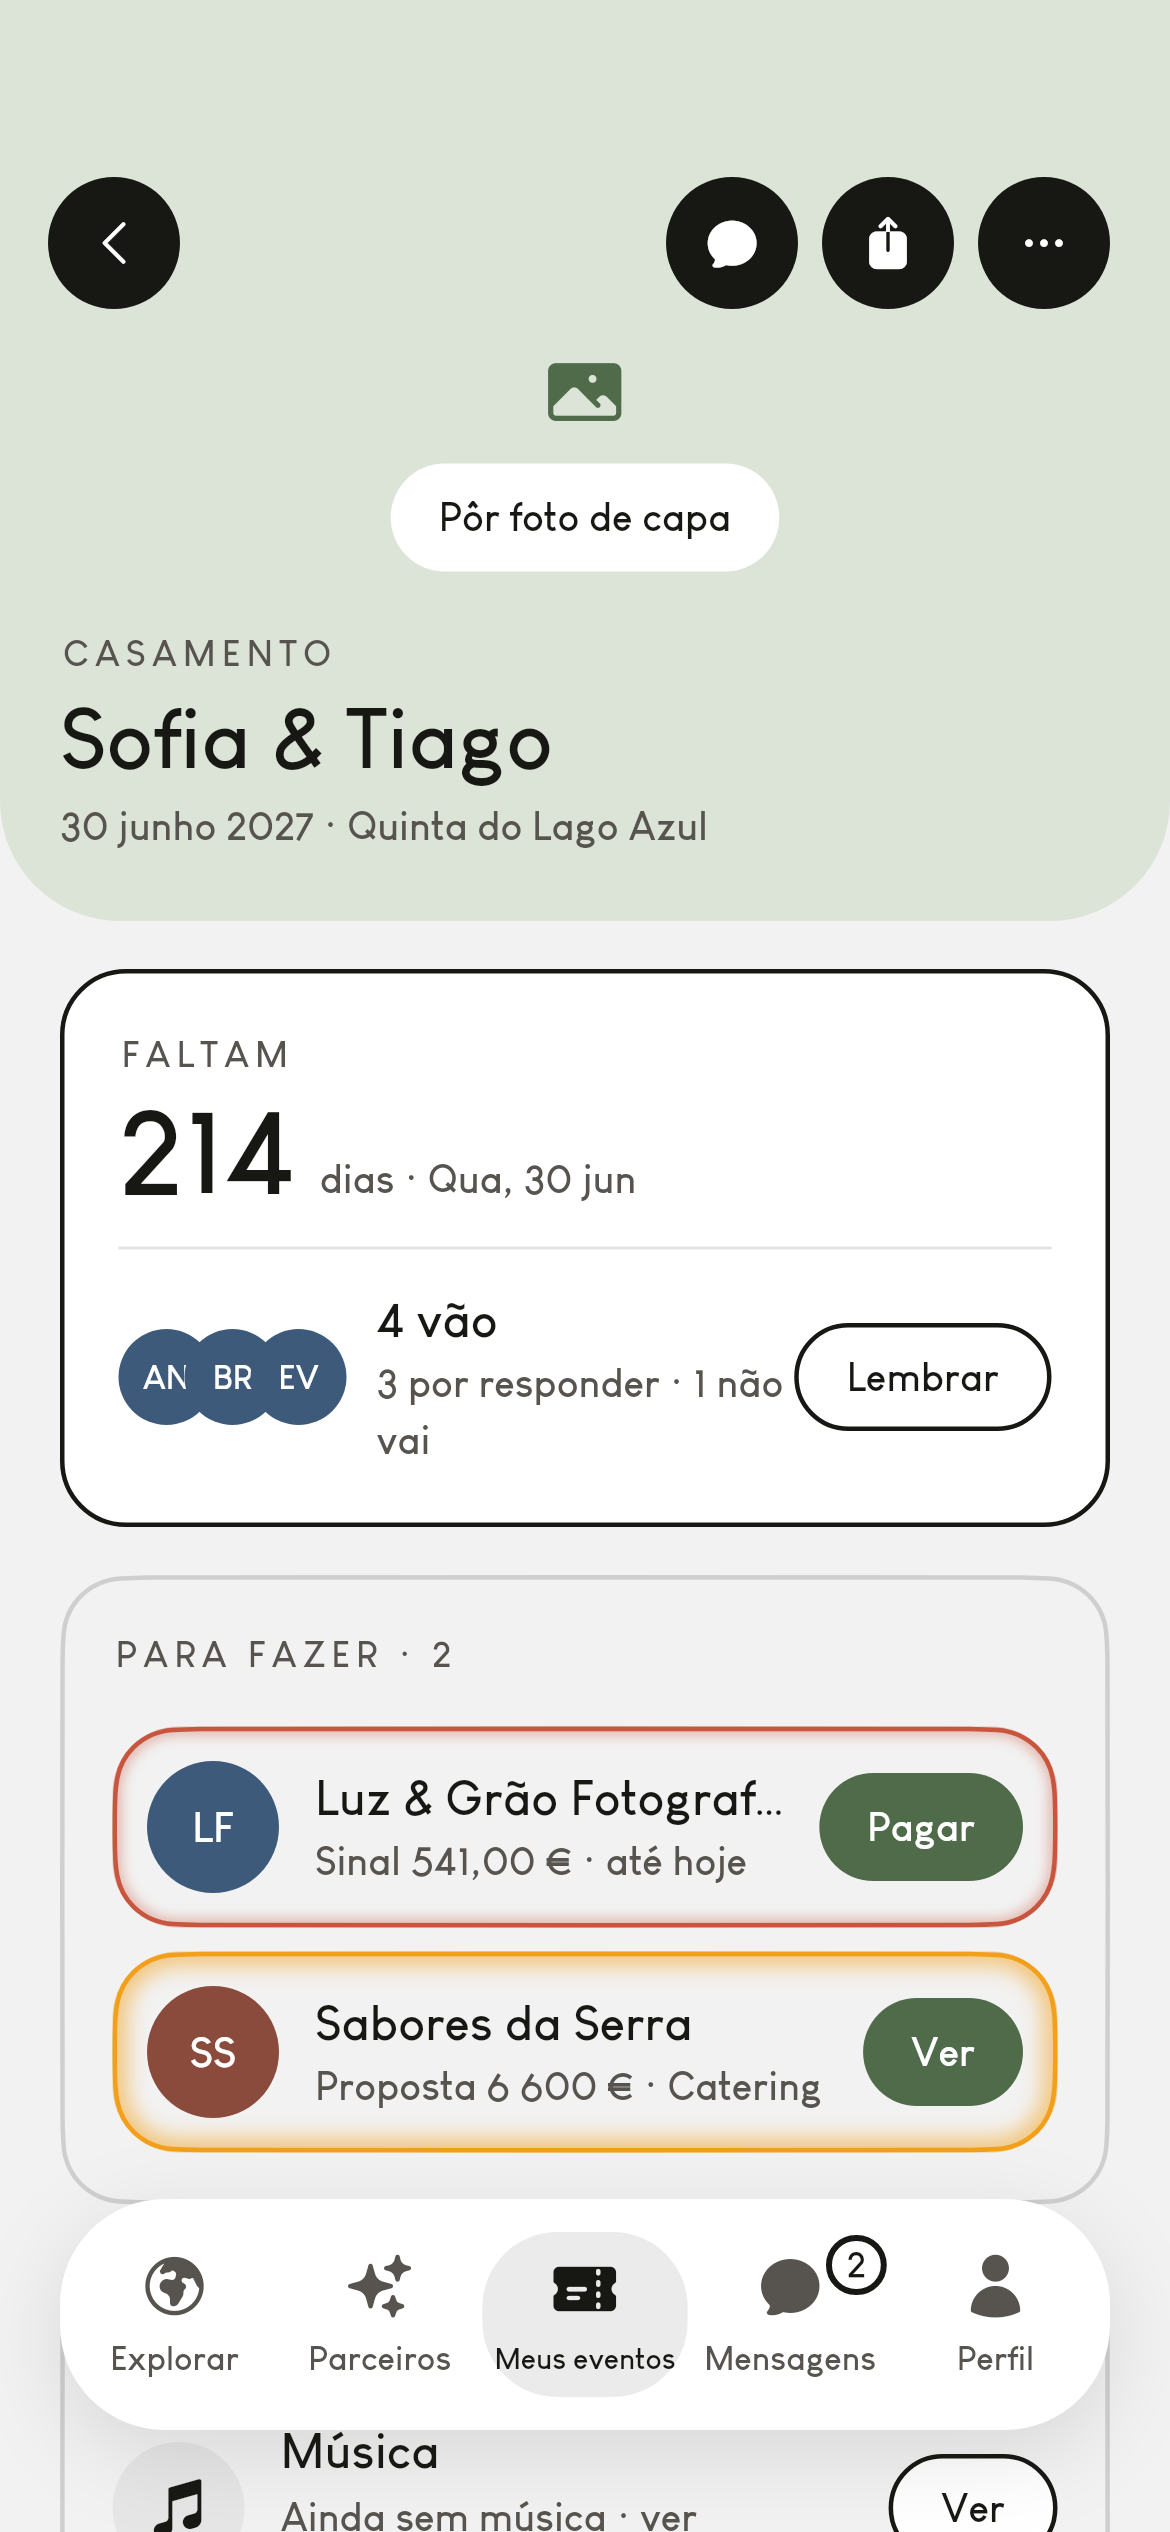 Pôr foto de capa
CASAMENTO
Sofia & Tiago
30 junho 2027 · Quinta do Lago Azul
FALTAM
214 dias · Qua, 30 jun
AN BR EV
4 vão
3 por responder · 1 não
vai
Lembrar
PARA FAZER · 2
LF
Luz & Grão Fotograf...
Sinal 541,00 € · até hoje
Pagar
SS
Sabores da Serra
Proposta 6 600 € · Catering
Ver
2
Explorar
Parceiros
Meus eventos
Mensagens
Perfil
Música
Ainda sem música · ver
Ver